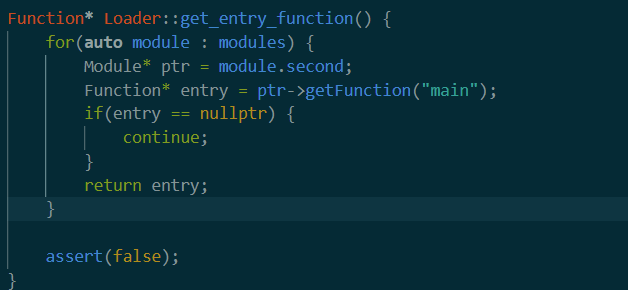 Function* Loader::get_entry_function() {
    for(auto module : modules) {
        Module* ptr = module.second;
        Function* entry = ptr->getFunction("main");
        if(entry == nullptr) {
            continue;
        }
        return entry;
    }

    assert(false);
}